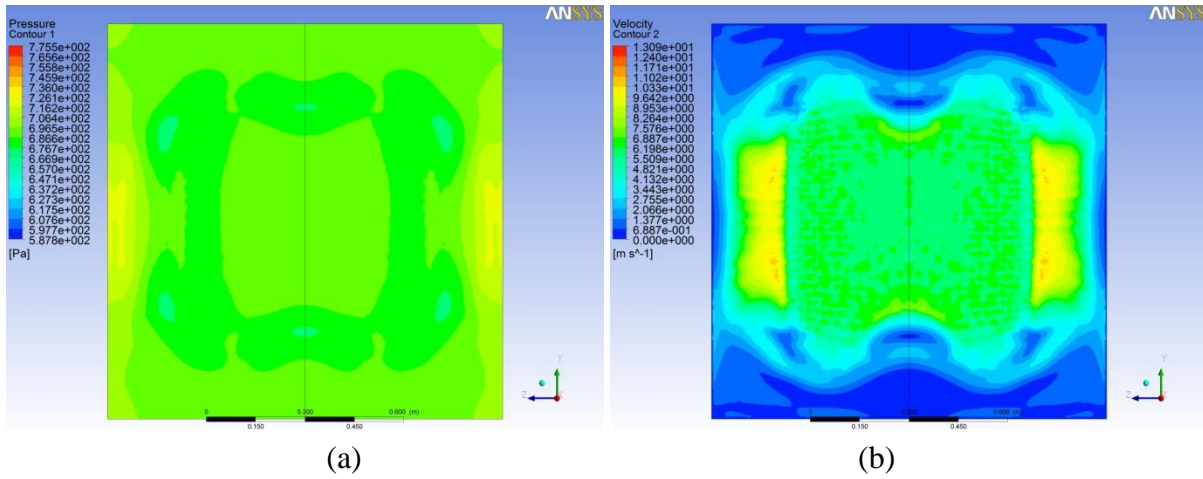 Pressure
Contour 1
7.755e+002
7.656e+002
7.558e+002
7.459e+002
7.360e+002
7.261e+002
7.162e+002
7.064e+002
6.965e+002
6.866e+002
6.767e+002
6.669e+002
6.570e+002
6.471e+002
6.372e+002
6.273e+002
6.175e+002
6.076e+002
5.977e+002
5.878e+002
[Pa]
ANSYS
Y
Z
X
0
0.300
0.600 (m)
0.150
0.450
(a)
Velocity
Contour 2
1.309e+001
1.240e+001
1.171e+001
1.102e+001
1.033e+001
9.642e+000
8.953e+000
8.264e+000
7.576e+000
6.887e+000
6.198e+000
5.509e+000
4.821e+000
4.132e+000
3.443e+000
2.755e+000
2.066e+000
1.377e+000
6.887e-001
0.000e+000
[m s^-1]
ANSYS
Y
Z
X
0
0.300
0.600 (m)
0.150
0.450
(b)